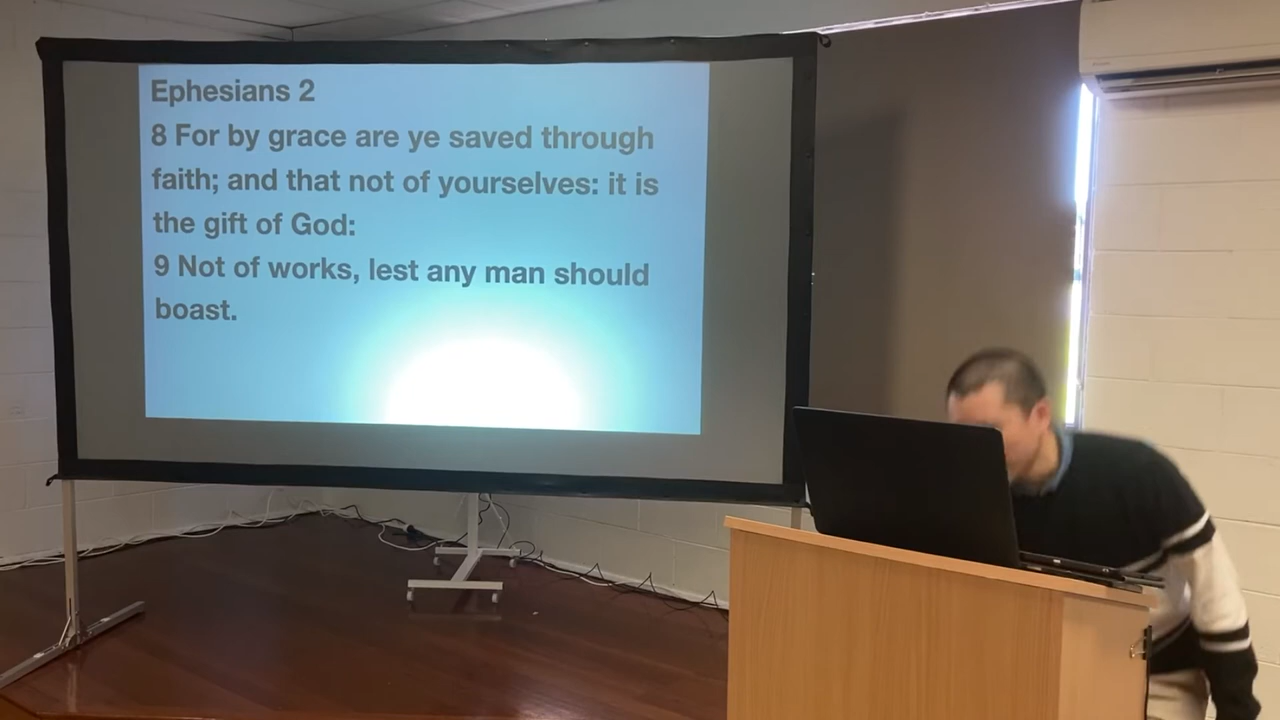 Ephesians 2
8 For by grace are ye saved through
faith; and that not of yourselves: it is
the gift of God:
9 Not of works, lest any man should
boast.